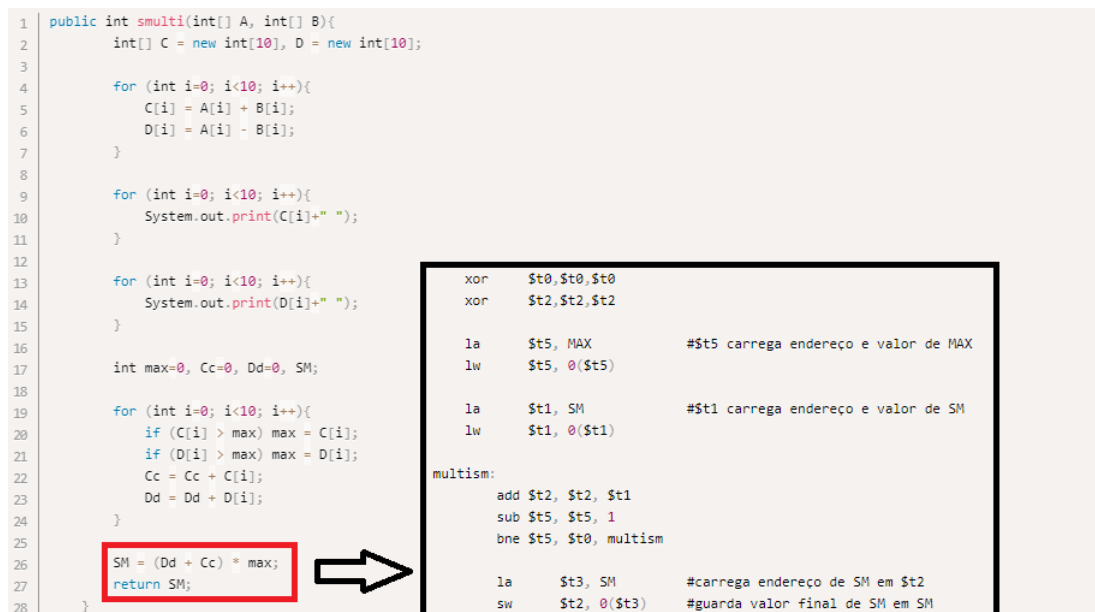 1 public int smulti(int[] A, int[] B){
2 int[] C = new int[10], D = new int[10];
3
4 for (int i=0; i<10; i++){
5 C[i] = A[i] + B[i];
6 D[i] = A[i] - B[i];
7 }
8
9 for (int i=0; i<10; i++){
10 System.out.print(C[i]+" ");
11 }
12
13 for (int i=0; i<10; i++){
14 System.out.print(D[i]+" ");
15 }
16
17 int max=0, Cc=0, Dd=0, SM;
18
19 for (int i=0; i<10; i++){
20 if (C[i] > max) max = C[i];
21 if (D[i] > max) max = D[i];
22 Cc = Cc + C[i];
23 Dd = Dd + D[i];
24 }
25
26 SM = (Dd + Cc) * max;
27 return SM;
28 }
xor $t0,$t0,$t0
xor $t2,$t2,$t2
la $t5, MAX #$t5 carrega endereço e valor de MAX
lw $t5, 0($t5)
la $t1, SM #$t1 carrega endereço e valor de SM
lw $t1, 0($t1)
multism:
add $t2, $t2, $t1
sub $t5, $t5, 1
bne $t5, $t0, multism
la $t3, SM #carrega endereço de SM em $t2
sw $t2, 0($t3) #guarda valor final de SM em SM